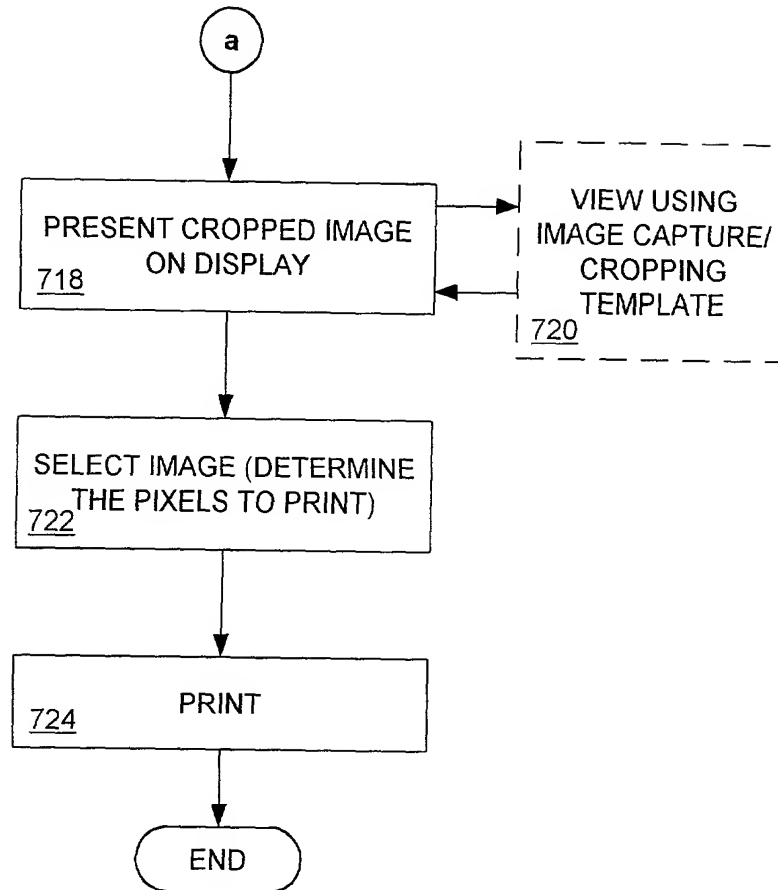 a
PRESENT CROPPED IMAGE
ON DISPLAY
718
VIEW USING
IMAGE CAPTURE/
CROPPING
TEMPLATE
720
SELECT IMAGE (DETERMINE
THE PIXELS TO PRINT)
722
PRINT
724
END